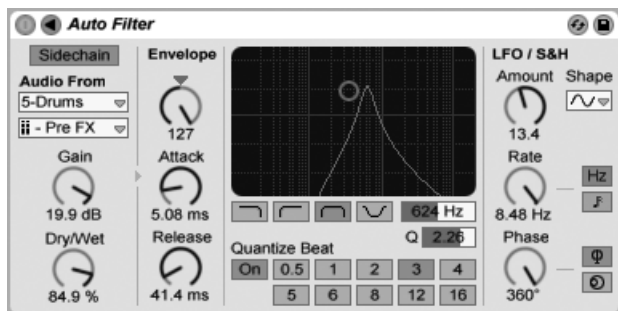 Auto Filter
Sidechain
Audio From
5-Drums
- Pre FX
Gain
19.9 dB
Dry/Wet
84.9 %
Envelope
127
Attack
5.08 ms
Release
41.4 ms
624 Hz
Q 2.26
Quantize Beat
On 0.5 1 2 3 4
5 6 8 12 16
LFO / S&H
Amount Shape
13.4
Rate
Hz
8.48 Hz
Phase
Φ
360°